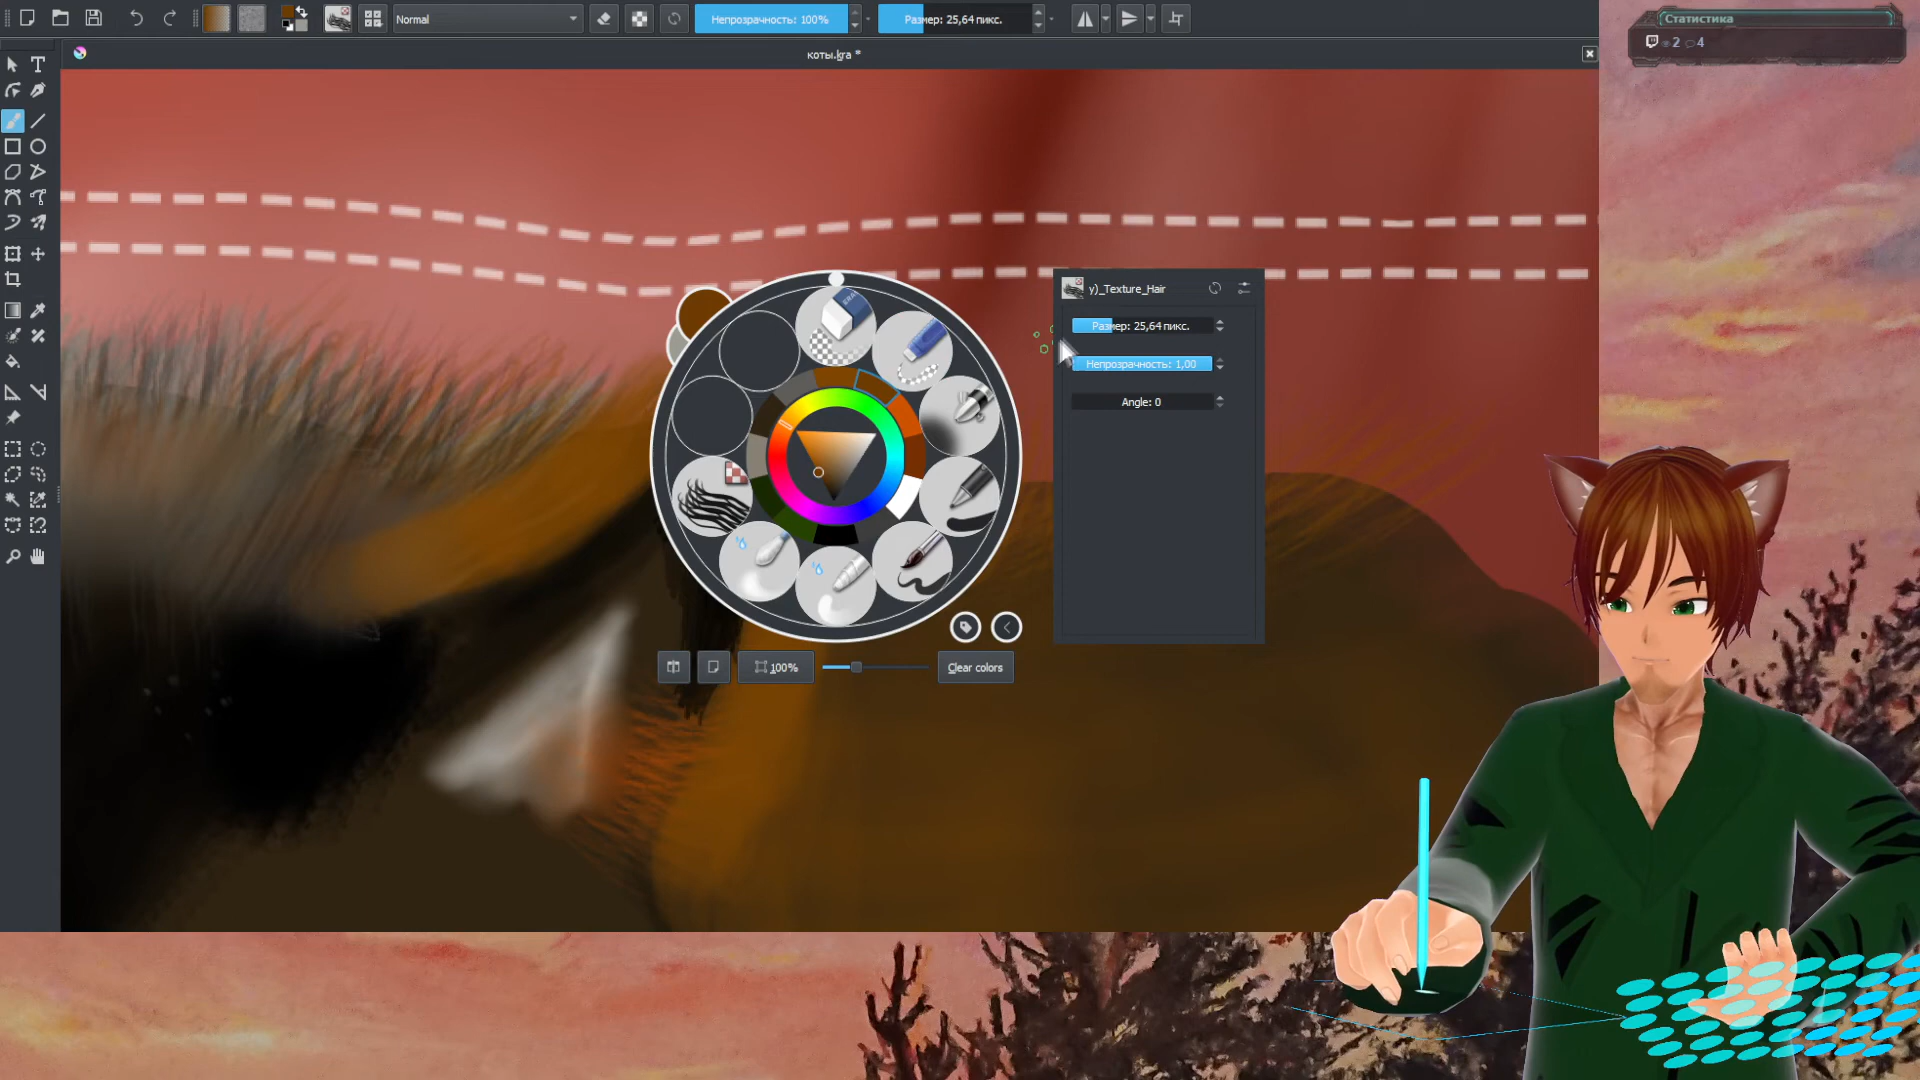 Normal
Непрозрачность: 100%
Размер: 25,64 пикс.
Статистика
2 4
коты.kra *
y)_Texture_Hair
Размер: 25,64 пикс.
Непрозрачность: 1,00
Angle: 0
100%
Clear colors